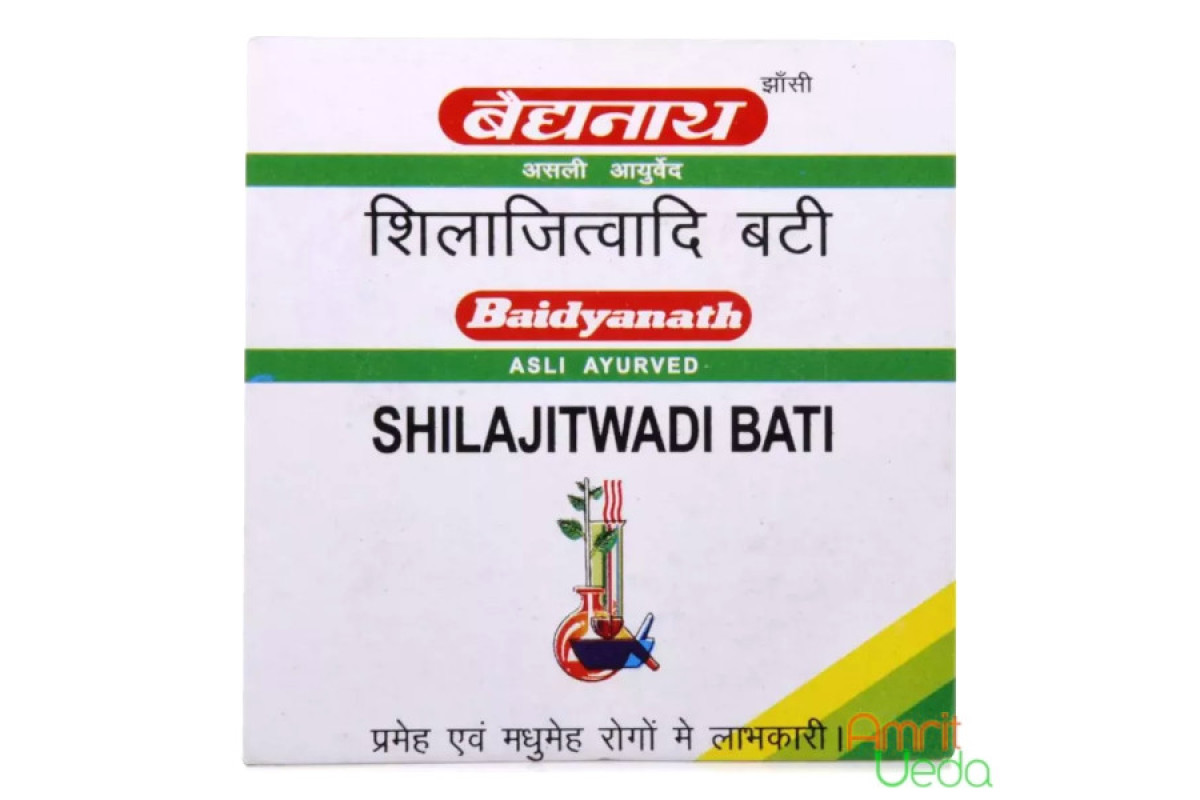 झाँसी
बैद्यनाथ
असली आयुर्वेद
शिलाजित्वादि बटी
Baidyanath
ASLI AYURVED
SHILAJITWADI BATI
प्रमेह एवं मधुमेह रोगों मे लाभकारी।
Amrit
Veda